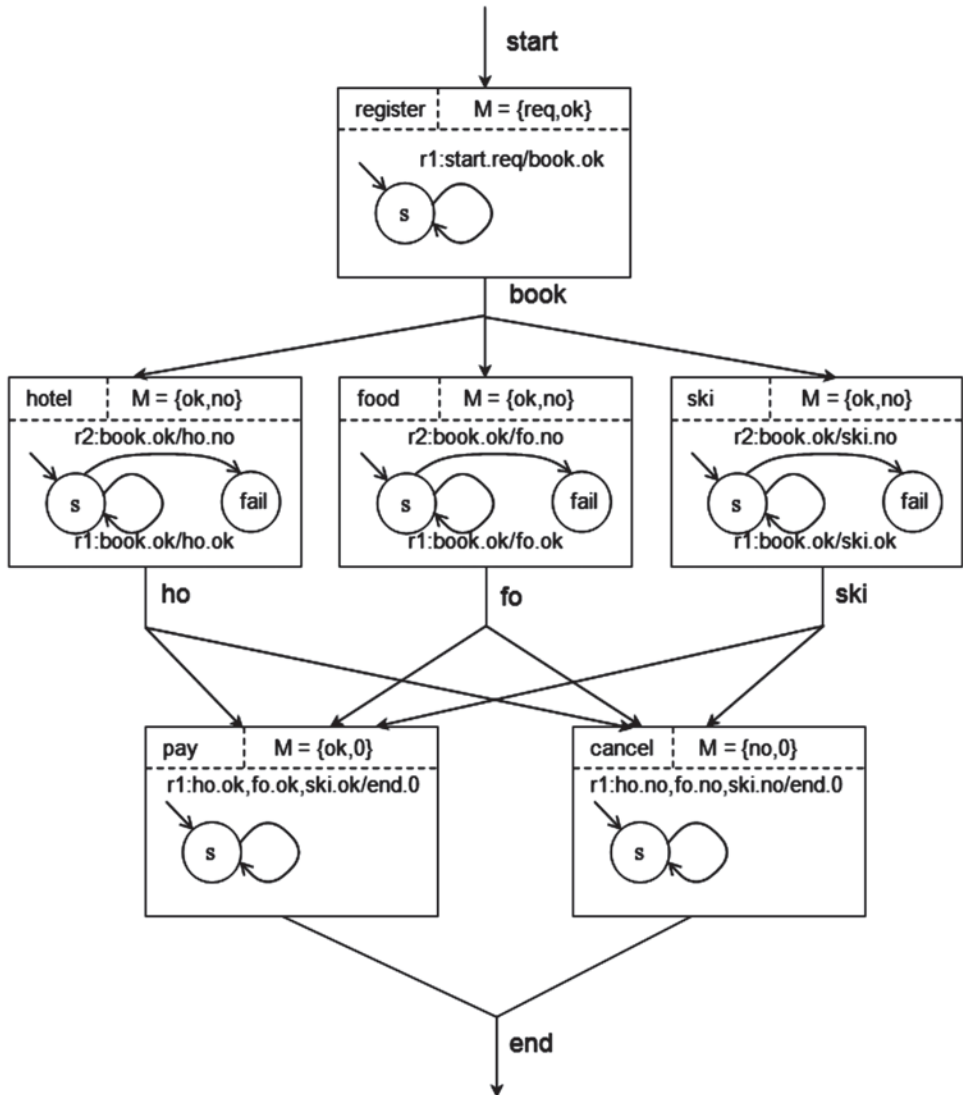 start
register M = {req,ok}
r1:start.req/book.ok
s
book
hotel M = {ok,no}
r2:book.ok/ho.no
s fail
r1:book.ok/ho.ok
food M = {ok,no}
r2:book.ok/fo.no
s fail
r1:book.ok/fo.ok
ski M = {ok,no}
r2:book.ok/ski.no
s fail
r1:book.ok/ski.ok
ho
fo
ski
pay M = {ok,0}
r1:ho.ok,fo.ok,ski.ok/end.0
s
cancel M = {no,0}
r1:ho.no,fo.no,ski.no/end.0
s
end